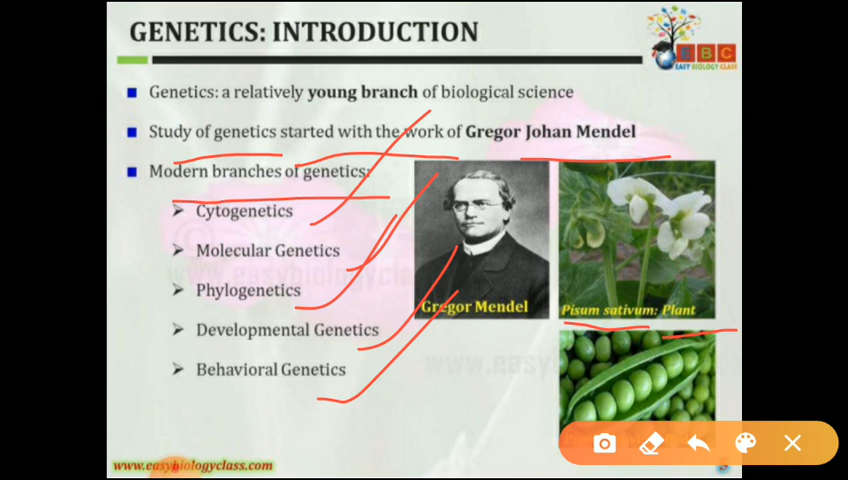 GENETICS: INTRODUCTION
EBC
EASY BIOLOGY CLASS
Genetics: a relatively young branch of biological science
Study of genetics started with the work of Gregor Johan Mendel
Modern branches of genetics:
Cytogenetics
Molecular Genetics
Phylogenetics
Developmental Genetics
Behavioral Genetics
Gregor Mendel
Pisum sativum: Plant
www.easybiologyclass.com